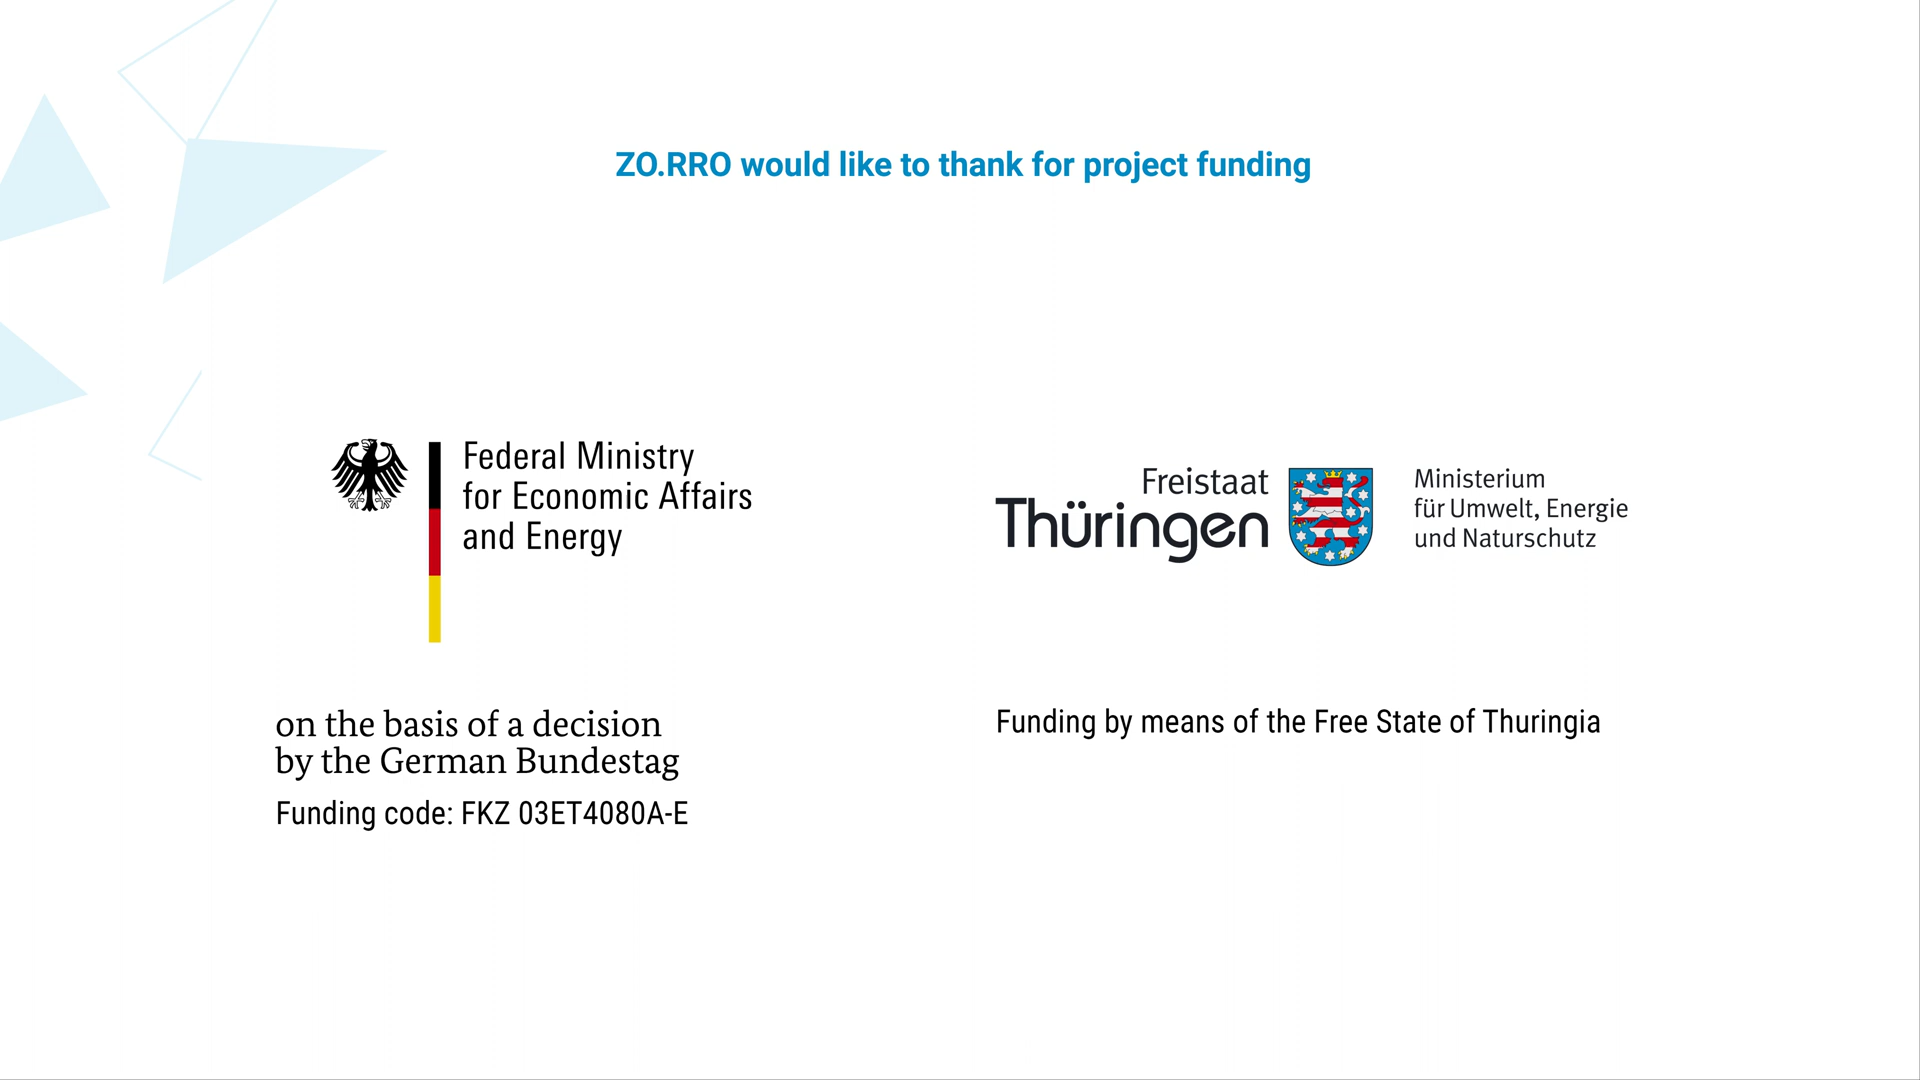 ZO.RRO would like to thank for project funding
Federal Ministry
for Economic Affairs
and Energy
on the basis of a decision
by the German Bundestag
Funding code: FKZ 03ET4080A-E
Freistaat
Thüringen
Ministerium
für Umwelt, Energie
und Naturschutz
Funding by means of the Free State of Thuringia